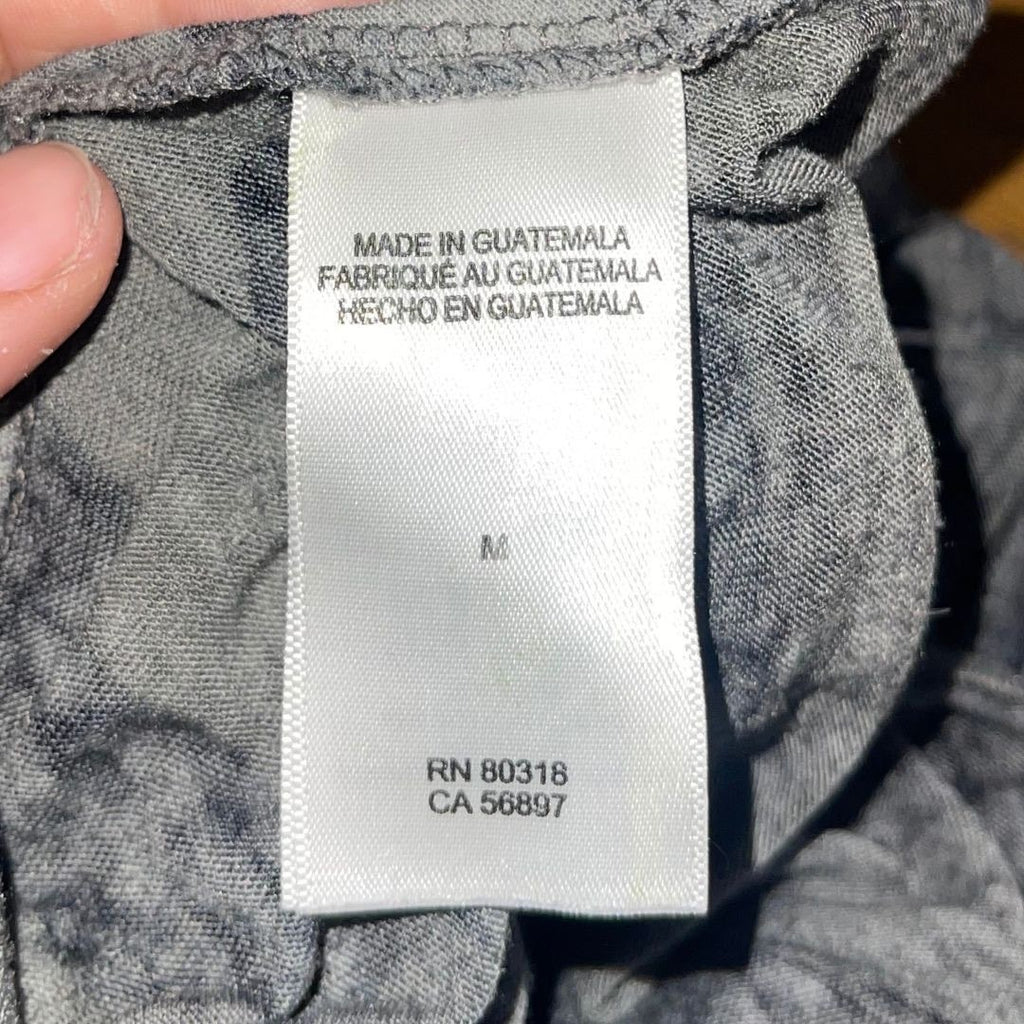 MADE IN GUATEMALA
FABRIQUÉ AU GUATEMALA
HECHO EN GUATEMALA
M
RN 80318
CA 56897